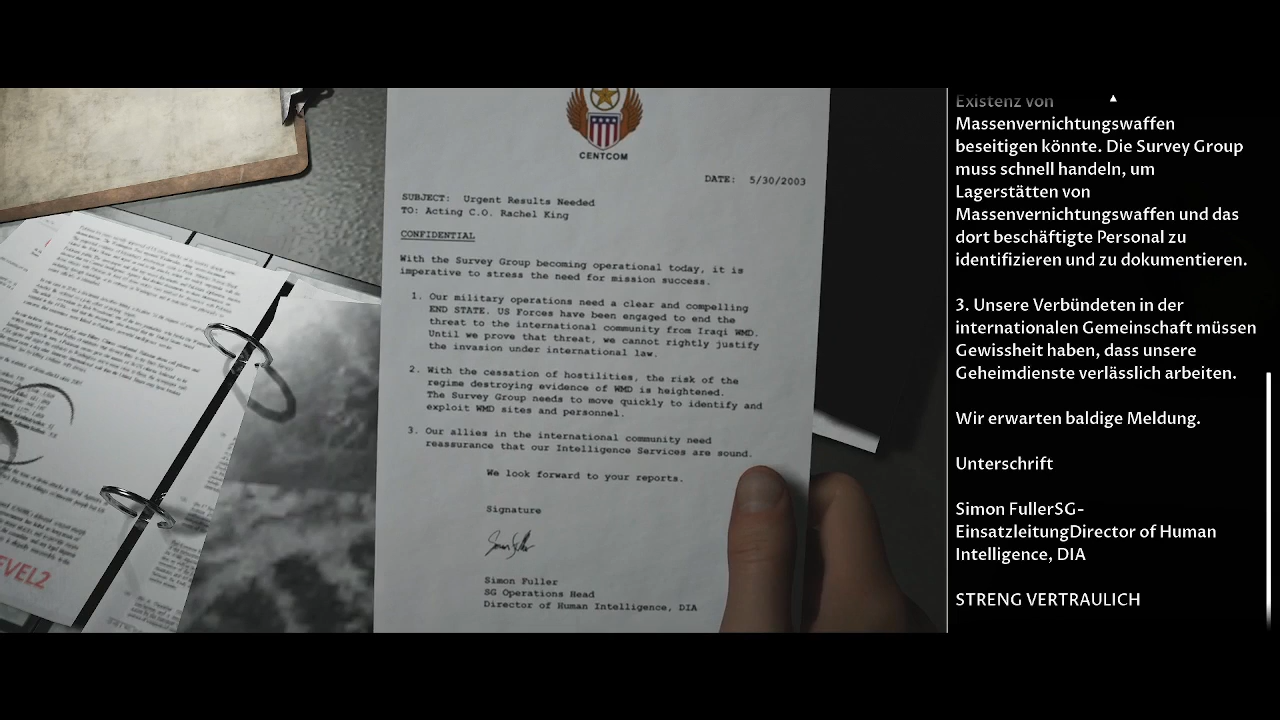 CENTCOM
DATE: 5/30/2003
SUBJECT: Urgent Results Needed
TO: Acting C.O. Rachel King
CONFIDENTIAL
With the Survey Group becoming operational today, it is
imperative to stress the need for mission success.
1. Our military operations need a clear and compelling
END STATE. US Forces have been engaged to end the
threat to the international community from Iraqi WMD.
Until we prove that threat, we cannot rightly justify
the invasion under international law.
2. With the cessation of hostilities, the risk of the
regime destroying evidence of WMD is heightened.
The Survey Group needs to move quickly to identify and
exploit WMD sites and personnel.
3. Our allies in the international community need
reassurance that our Intelligence Services are sound.
We look forward to your reports.
Signature
Simon Fuller
SG Operations Head
Director of Human Intelligence, DIA
EVEL2
Existenz von
Massenvernichtungswaffen
beseitigen könnte. Die Survey Group
muss schnell handeln, um
Lagerstätten von
Massenvernichtungswaffen und das
dort beschäftigte Personal zu
identifizieren und zu dokumentieren.
3. Unsere Verbündeten in der
internationalen Gemeinschaft müssen
Gewissheit haben, dass unsere
Geheimdienste verlässlich arbeiten.
Wir erwarten baldige Meldung.
Unterschrift
Simon FullerSG-
EinsatzleitungDirector of Human
Intelligence, DIA
STRENG VERTRAULICH